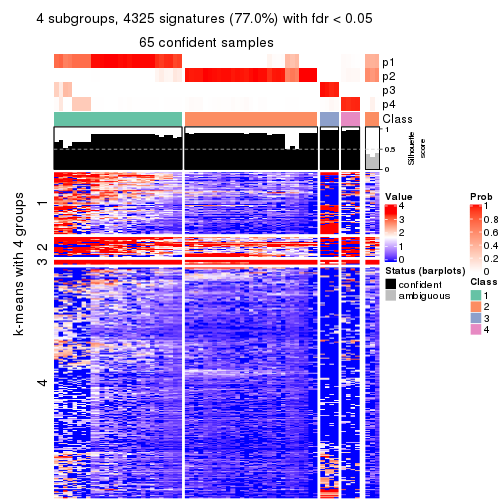 4 subgroups, 4325 signatures (77.0%) with fdr < 0.05
65 confident samples
p1
p2
p3
p4
Class
1
0.5
0
Silhouette
score
k-means with 4 groups
1
2
3
4
Value
4
3
2
1
0
Status (barplots)
confident
ambiguous
Prob
1
0.8
0.6
0.4
0.2
0
Class
1
2
3
4